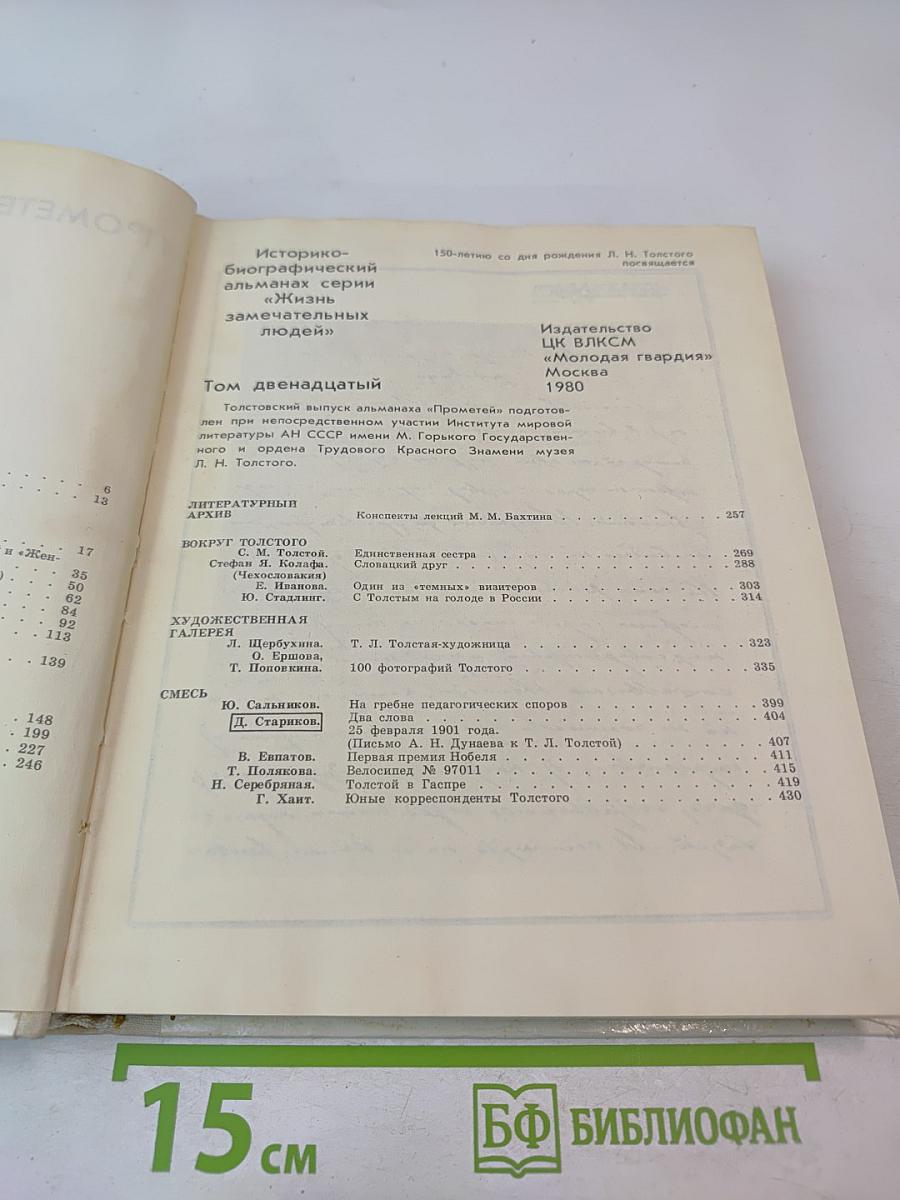 РОМЕТЕ
6
13
17
и «Жен-
35
)
50
62
84
92
113
139
148
199
227
246
Историко-
биографический
альманах серии
«Жизнь
замечательных
людей»
150-летию со дня рождения Л. Н. Толстого
посвящается
Издательство
ЦК ВЛКСМ
«Молодая гвардия»
Москва
1980
Том двенадцатый
Толстовский выпуск альманаха «Прометей» подготов-
лен при непосредственном участии Института мировой
литературы АН СССР имени М. Горького Государствен-
ного и ордена Трудового Красного Знамени музея
Л. Н. Толстого.
ЛИТЕРАТУРНЫЙ
АРХИВ Конспекты лекций М. М. Бахтина 257
ВОКРУГ ТОЛСТОГО
С. М. Толстой. Единственная сестра 269
Стефан Я. Колафа. Словацкий друг 288
(Чехословакия)
Е. Иванова. Один из «темных» визитеров 303
Ю. Стадлинг. С Толстым на голоде в России 314
ХУДОЖЕСТВЕННАЯ
ГАЛЕРЕЯ
Л. Щербухина. Т. Л. Толстая-художница 323
О. Ершова,
Т. Поповкина. 100 фотографий Толстого 335
СМЕСЬ
Ю. Сальников. На гребне педагогических споров 399
Д. Стариков. Два слова 404
25 февраля 1901 года.
(Письмо А. Н. Дунаева к Т. Л. Толстой) 407
В. Евпатов. Первая премия Нобеля 411
Т. Полякова. Велосипед № 97011 415
Н. Серебряная. Толстой в Гаспре 419
Г. Хаит. Юные корреспонденты Толстого 430
15 см
БФ БИБЛИОФАН